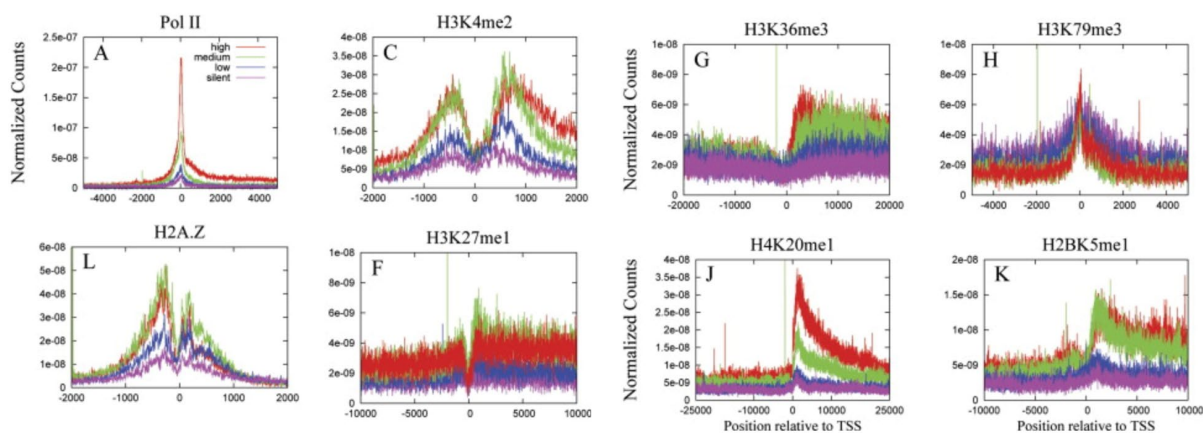 Pol II
A
high
medium
low
silent
Normalized Counts
2.5e-07
2e-07
1.5e-07
1e-07
5e-08
0
-4000 -2000 0 2000 4000
H3K4me2
C
4e-08
3.5e-08
3e-08
2.5e-08
2e-08
1.5e-08
1e-08
5e-09
0
-2000 -1000 0 1000 2000
H3K36me3
G
Normalized Counts
1e-08
8e-09
6e-09
4e-09
2e-09
0
-20000 -10000 0 10000 20000
H3K79me3
H
1e-08
8e-09
6e-09
4e-09
2e-09
0
-4000 -2000 0 2000 4000
H2A.Z
L
6e-08
5e-08
4e-08
3e-08
2e-08
1e-08
0
-2000 -1000 0 1000 2000
H3K27me1
F
1e-08
8e-09
6e-09
4e-09
2e-09
0
-10000 -5000 0 5000 10000
H4K20me1
J
Normalized Counts
4e-08
3.5e-08
3e-08
2.5e-08
2e-08
1.5e-08
1e-08
5e-09
0
-25000 0 25000
Position relative to TSS
H2BK5me1
K
2e-08
1.5e-08
1e-08
5e-09
0
-10000 -5000 0 5000 10000
Position relative to TSS